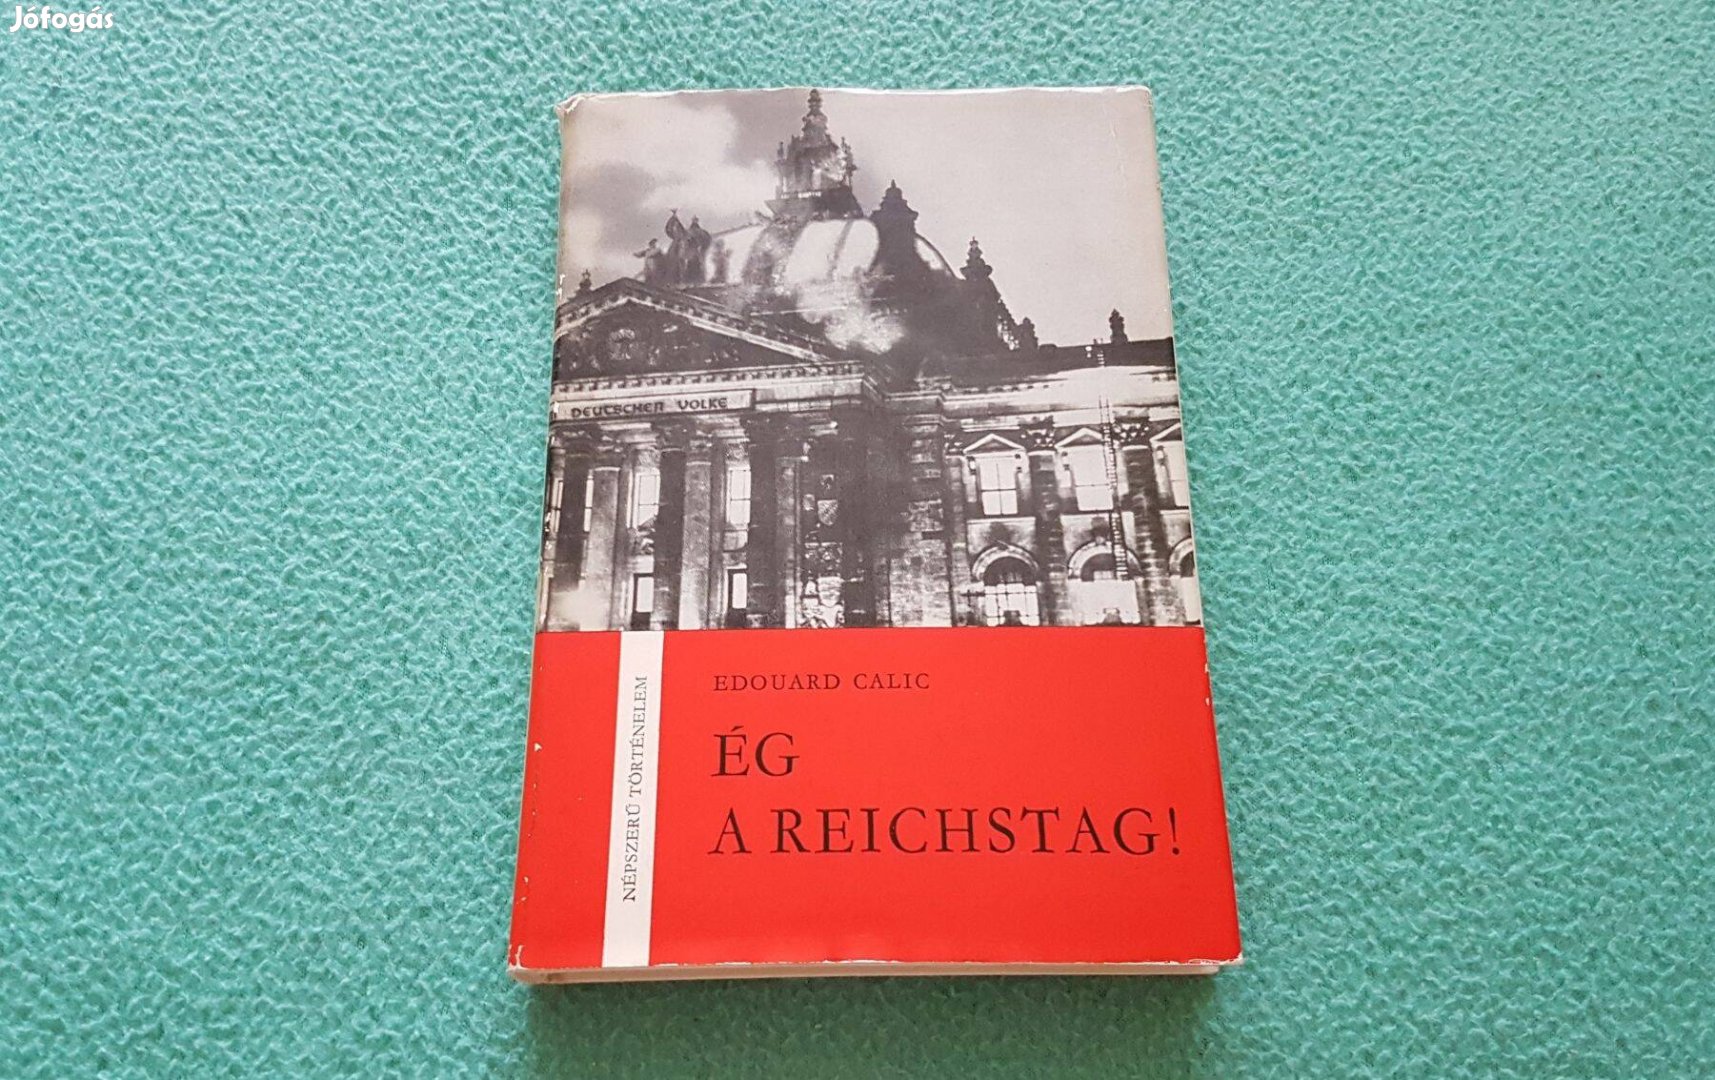 Jófogás
DEUTSCHEN VOLKE
EDOUARD CALIC
ÉG
A REICHSTAG!
NÉPSZERŰ TÖRTÉNELEM